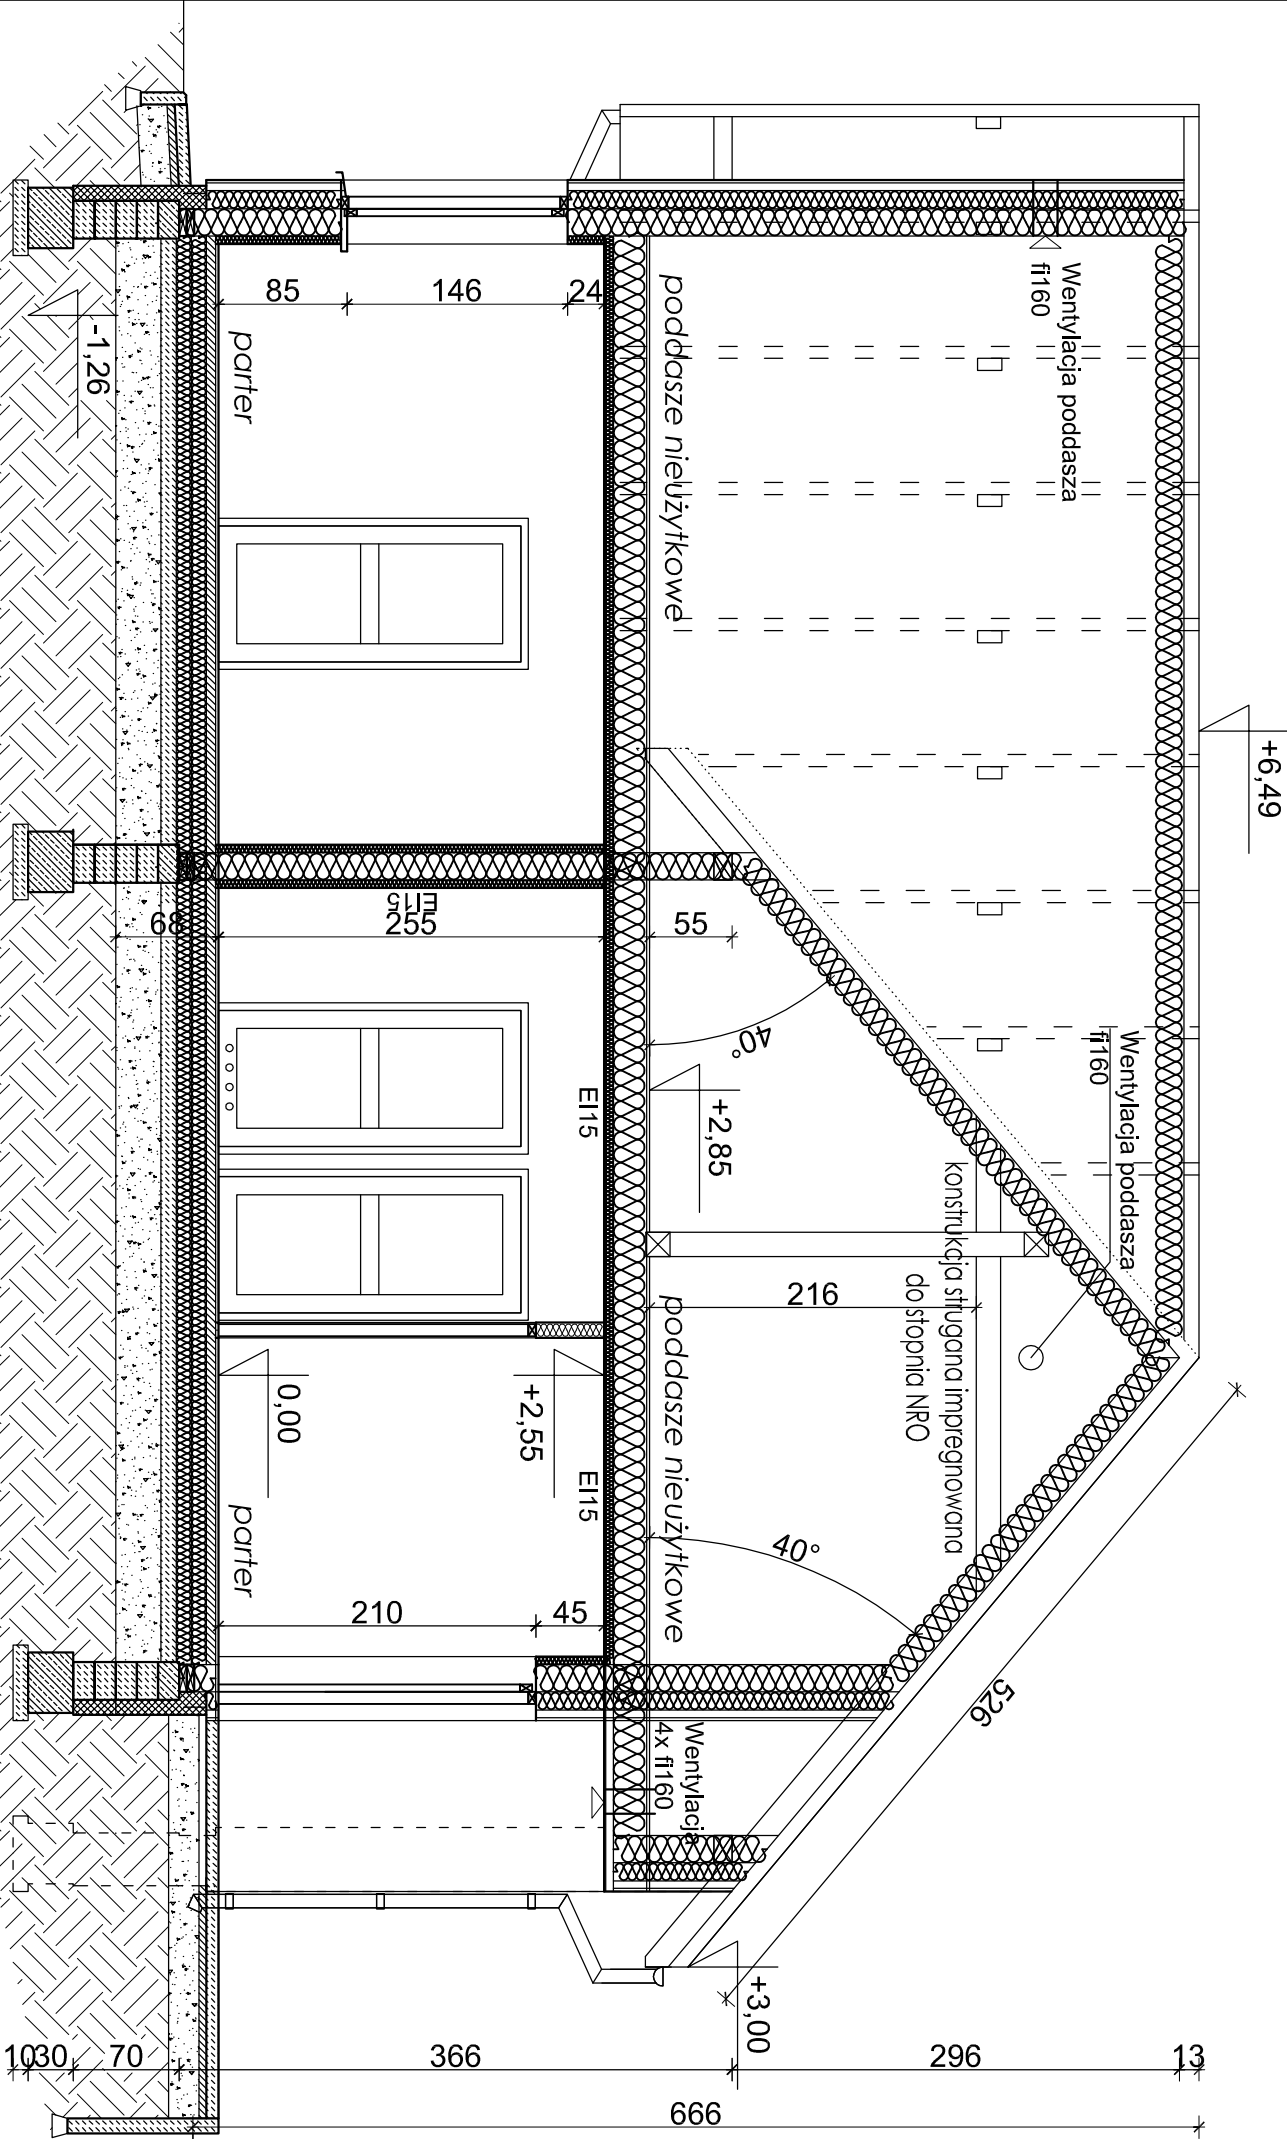 +6,49
Wentylacja poddasza
fi160
Wentylacja poddasza
fi160
poddasze nieużytkowe
85
146
24
parter
-1,26
EI15
68
255
55
40°
+2,85
EI15
konstrukcja strugana impregnowana
do stopnia NRO
216
poddasze nieużytkowe
0,00
+2,55
EI15
parter
210
45
40°
526
Wentylacja
4x fi160
+3,00
10
30
70
366
296
13
666